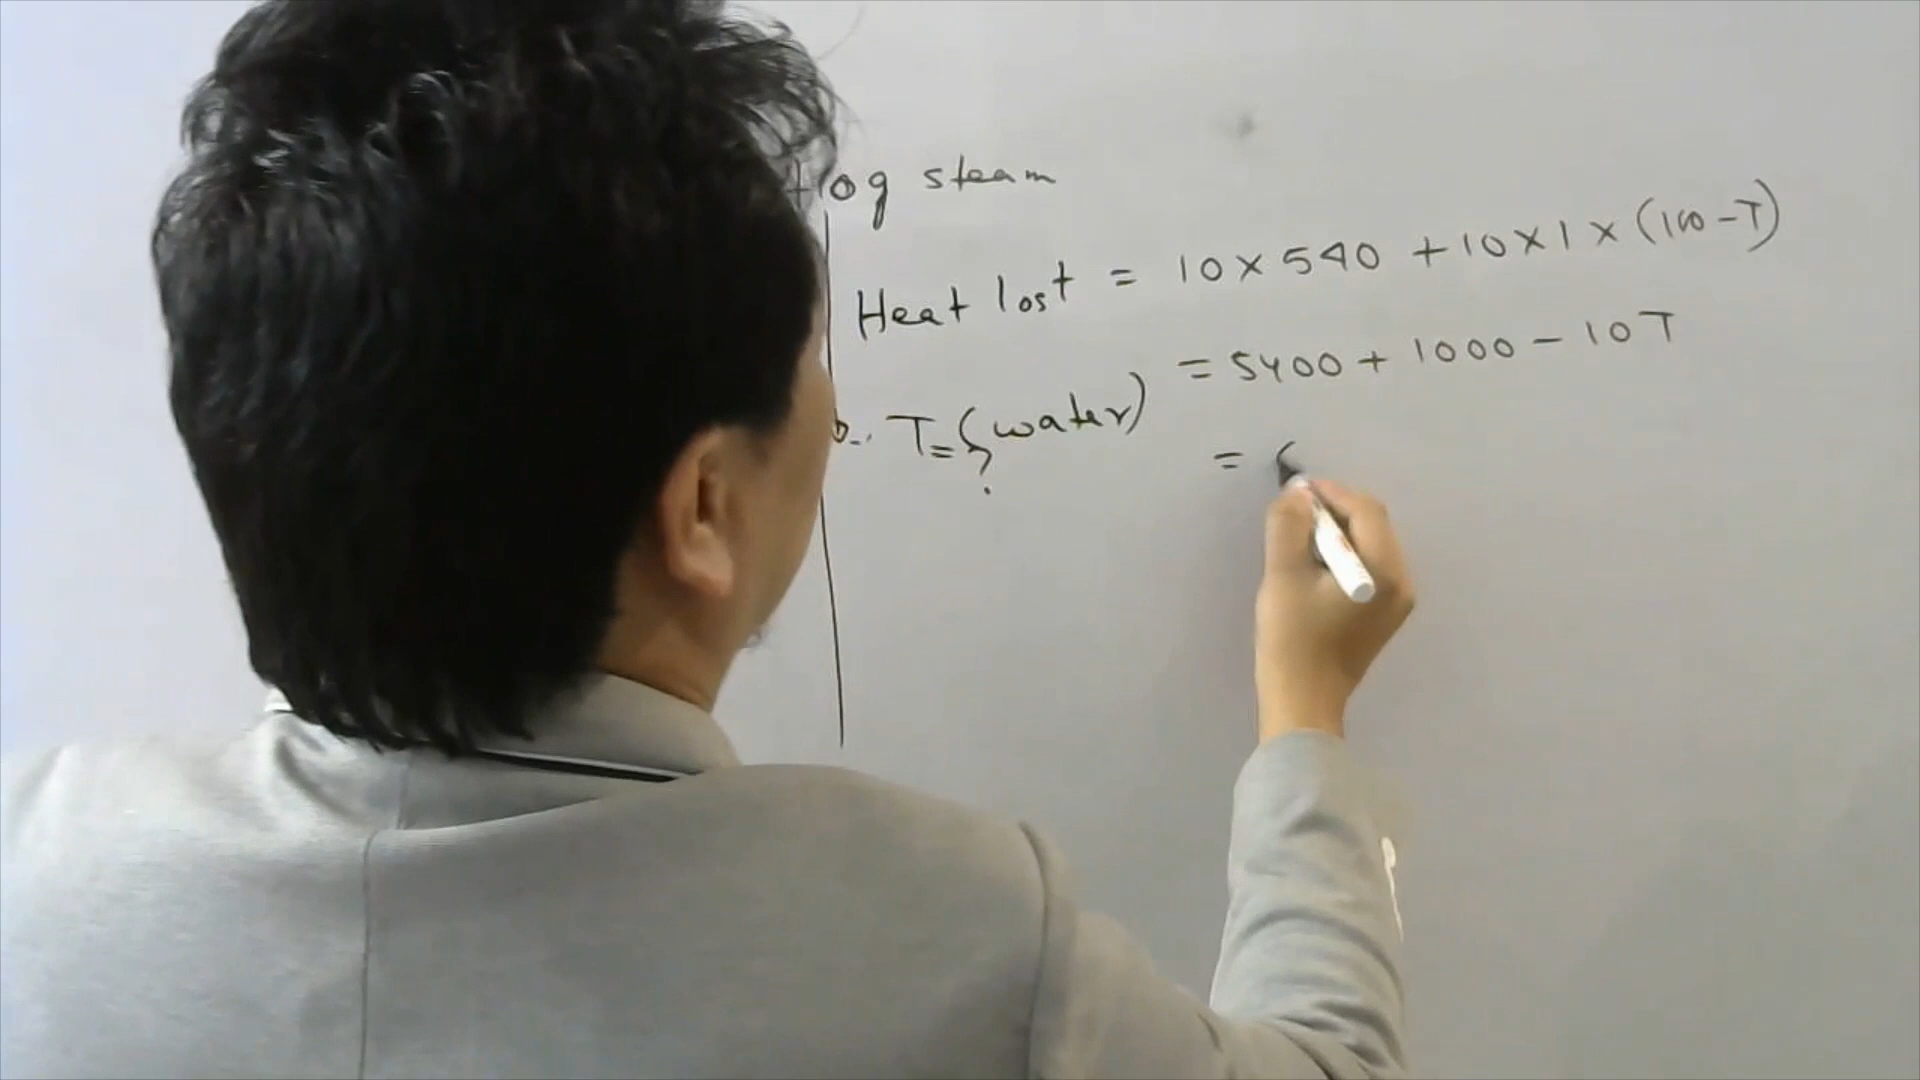 10g steam
Heat lost = 10 × 540 + 10 × 1 × (100 - T)
= 5400 + 1000 - 10T
T = ? (water)
=